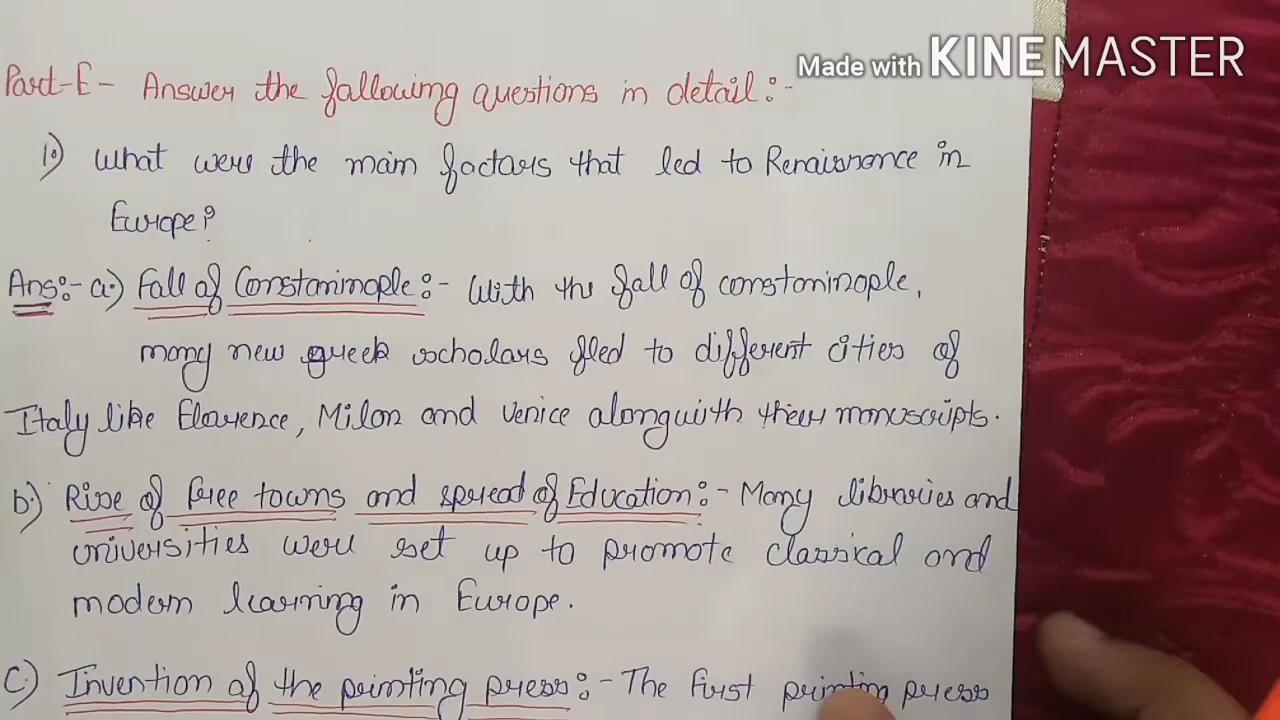 Made with KINEMASTER
Part-E- Answer the following questions in detail:-
1.) What were the main factors that led to Renaissance in
Europe?
Ans:- a.) Fall of Constaninople:- With the fall of constaninople,
many new greek scholars fled to different cities of
Italy like Florence, Milan and Venice alongwith their manuscripts.
b.) Rise of free towns and spread of Education:- Many libraries and
universities were set up to promote classical and
modern learning in Europe.
c.) Invention of the printing press:- The first printing press